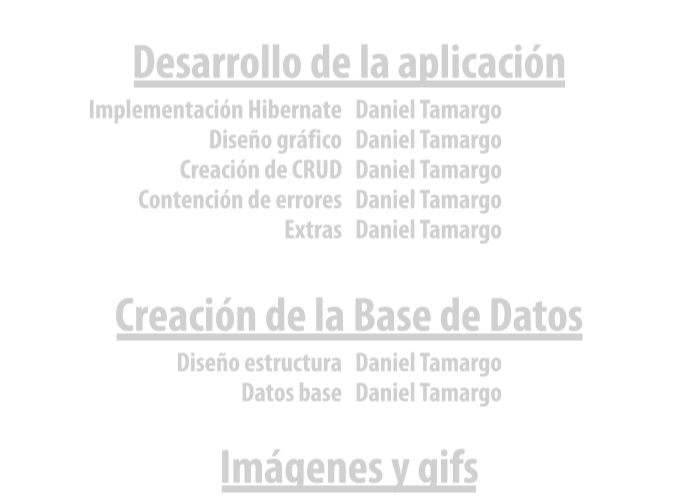 Desarrollo de la aplicación
Implementación Hibernate Daniel Tamargo
Diseño gráfico Daniel Tamargo
Creación de CRUD Daniel Tamargo
Contención de errores Daniel Tamargo
Extras Daniel Tamargo
Creación de la Base de Datos
Diseño estructura Daniel Tamargo
Datos base Daniel Tamargo
Imágenes y gifs